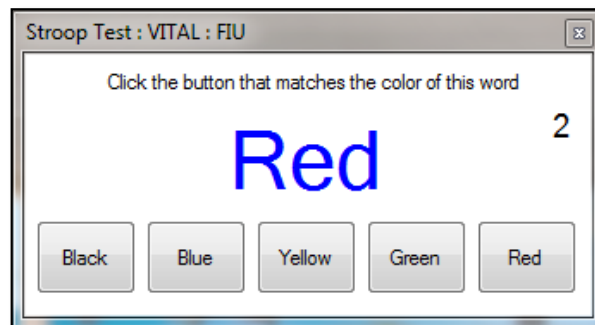 Stroop Test : VITAL : FIU
Click the button that matches the color of this word
2
Red
Black Blue Yellow Green Red